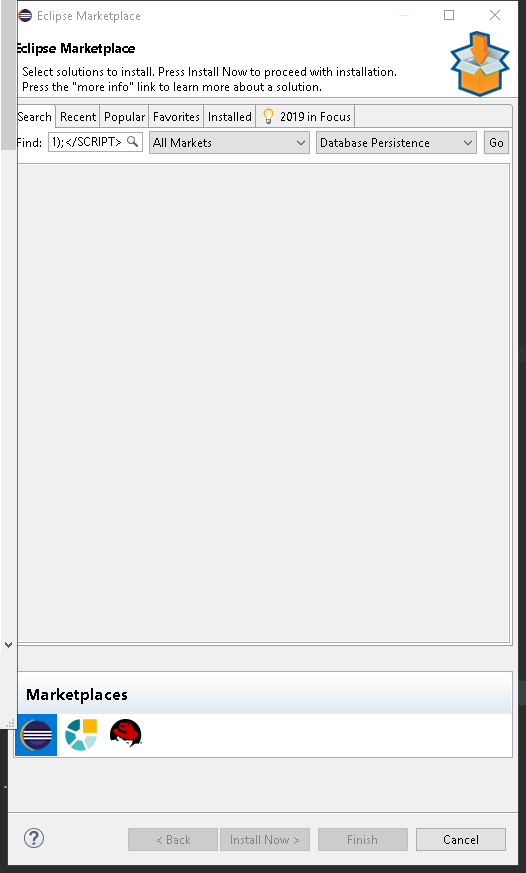 Eclipse Marketplace
Eclipse Marketplace
Select solutions to install. Press Install Now to proceed with installation.
Press the "more info" link to learn more about a solution.
Search Recent Popular Favorites Installed 2019 in Focus
Find: 1);</SCRIPT> All Markets Database Persistence Go
Marketplaces
< Back Install Now > Finish Cancel